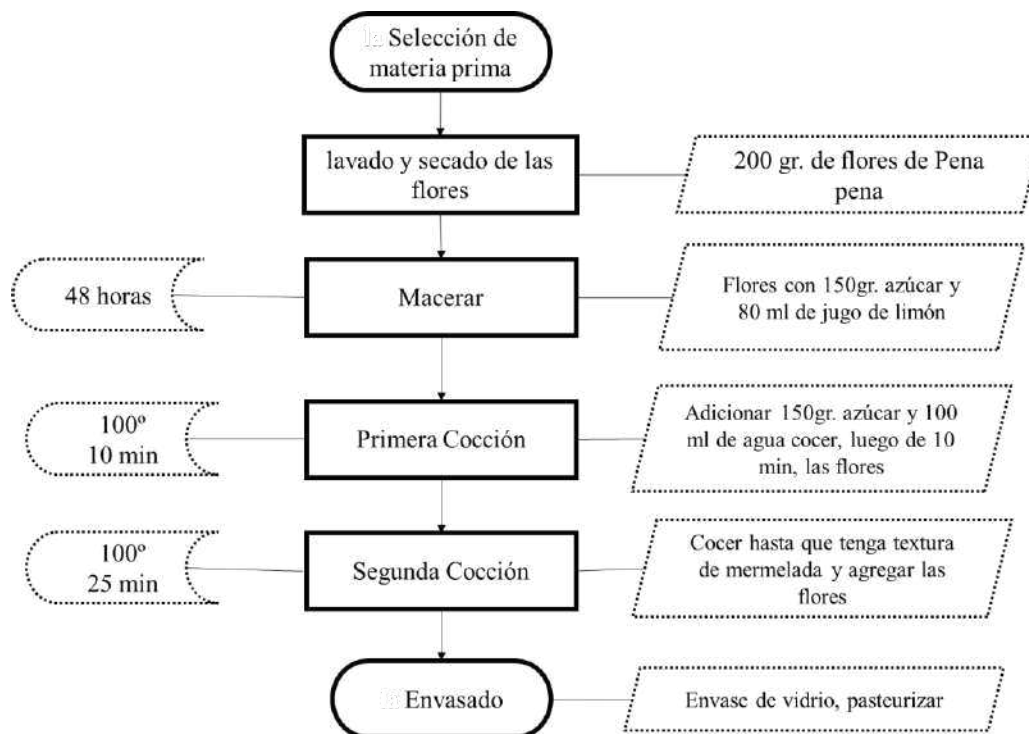 la Selección de
materia prima
lavado y secado de las
flores
200 gr. de flores de Pena
pena
48 horas
Macerar
Flores con 150gr. azúcar y
80 ml de jugo de limón
100º
10 min
Primera Cocción
Adicionar 150gr. azúcar y 100
ml de agua cocer, luego de 10
min, las flores
100º
25 min
Segunda Cocción
Cocer hasta que tenga textura
de mermelada y agregar las
flores
la Envasado
Envase de vidrio, pasteurizar